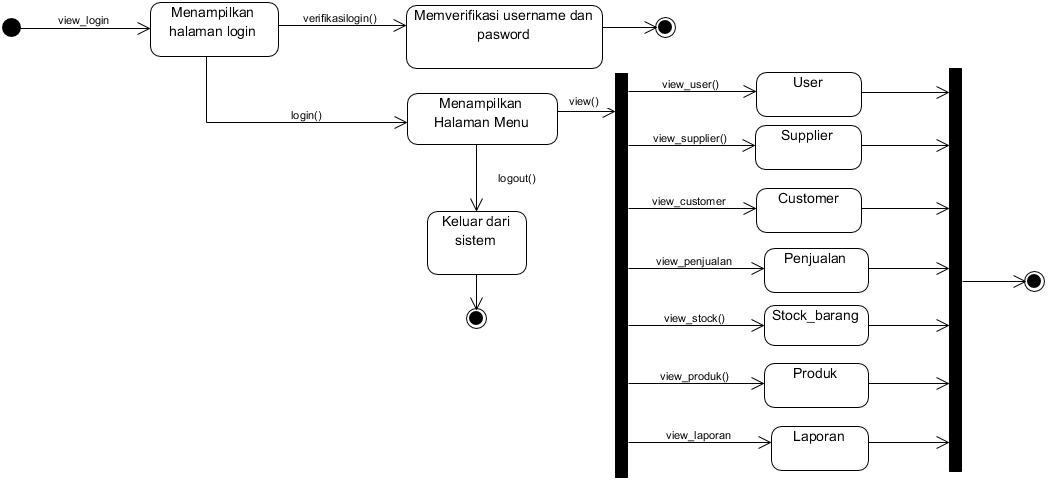 view_login
Menampilkan
halaman login
verifikasilogin()
Memverifikasi username dan
pasword
login()
Menampilkan
Halaman Menu
view()
logout()
Keluar dari
sistem
view_user()
User
view_supplier()
Supplier
view_customer
Customer
view_penjualan
Penjualan
view_stock()
Stock_barang
view_produk()
Produk
view_laporan
Laporan